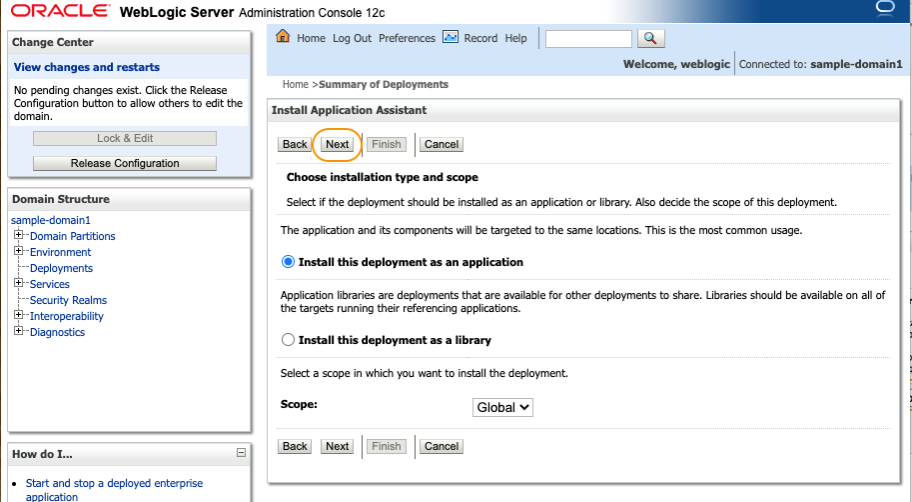 ORACLE WebLogic Server Administration Console 12c
Change Center
View changes and restarts
No pending changes exist. Click the Release
Configuration button to allow others to edit the
domain.
Lock & Edit
Release Configuration
Domain Structure
sample-domain1
Domain Partitions
Environment
Deployments
Services
Security Realms
Interoperability
Diagnostics
How do I...
Start and stop a deployed enterprise
application
Home Log Out Preferences Record Help
Welcome, weblogic Connected to: sample-domain1
Home >Summary of Deployments
Install Application Assistant
Back Next Finish Cancel
Choose installation type and scope
Select if the deployment should be installed as an application or library. Also decide the scope of this deployment.
The application and its components will be targeted to the same locations. This is the most common usage.
Install this deployment as an application
Application libraries are deployments that are available for other deployments to share. Libraries should be available on all of
the targets running their referencing applications.
Install this deployment as a library
Select a scope in which you want to install the deployment.
Scope: Global
Back Next Finish Cancel